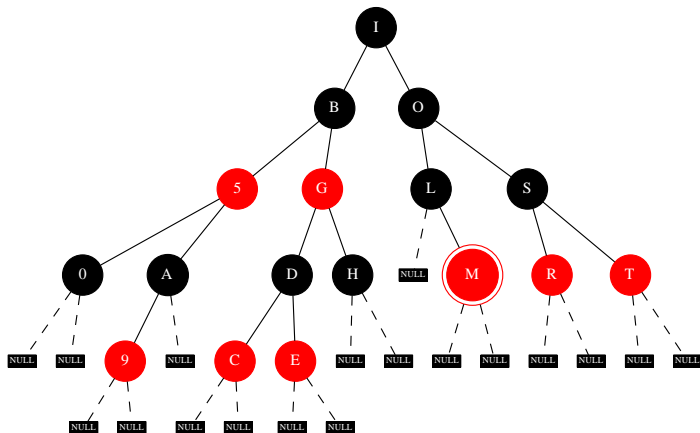 I
B O
5 G L S
0 A D H NULL M R T
NULL NULL 9 NULL C E NULL NULL NULL NULL NULL NULL NULL NULL
NULL NULL NULL NULL NULL NULL